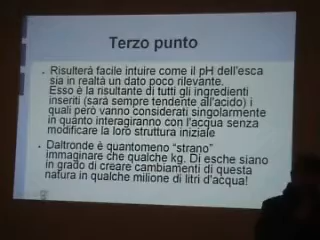 Terzo punto
• Risulterà facile intuire come il pH dell'esca
sia in realtà un dato poco rilevante.
Esso è la risultante di tutti gli ingredienti
inseriti (sarà sempre tendente all'acido) i
quali però vanno considerati singolarmente
in quanto interagiranno con l'acqua senza
modificare la loro struttura iniziale
• Daltronde è quantomeno “strano”
immaginare che qualche kg. Di esche siano
in grado di creare cambiamenti di questa
natura in qualche milione di litri d'acqua!